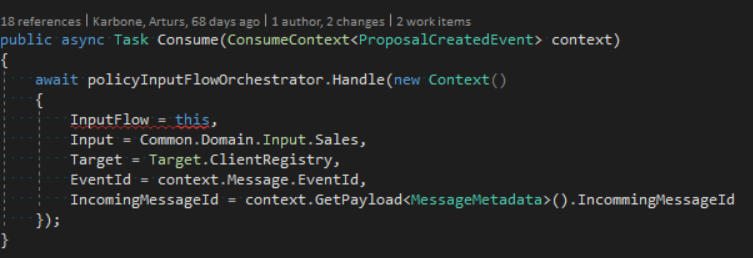 18 references | Karbone, Arturs, 68 days ago | 1 author, 2 changes | 2 work items
public async Task Consume(ConsumeContext<ProposalCreatedEvent> context)
{
    await policyInputFlowOrchestrator.Handle(new Context()
    {
        InputFlow = this,
        Input = Common.Domain.Input.Sales,
        Target = Target.ClientRegistry,
        EventId = context.Message.EventId,
        IncomingMessageId = context.GetPayload<MessageMetadata>().IncommingMessageId
    });
}